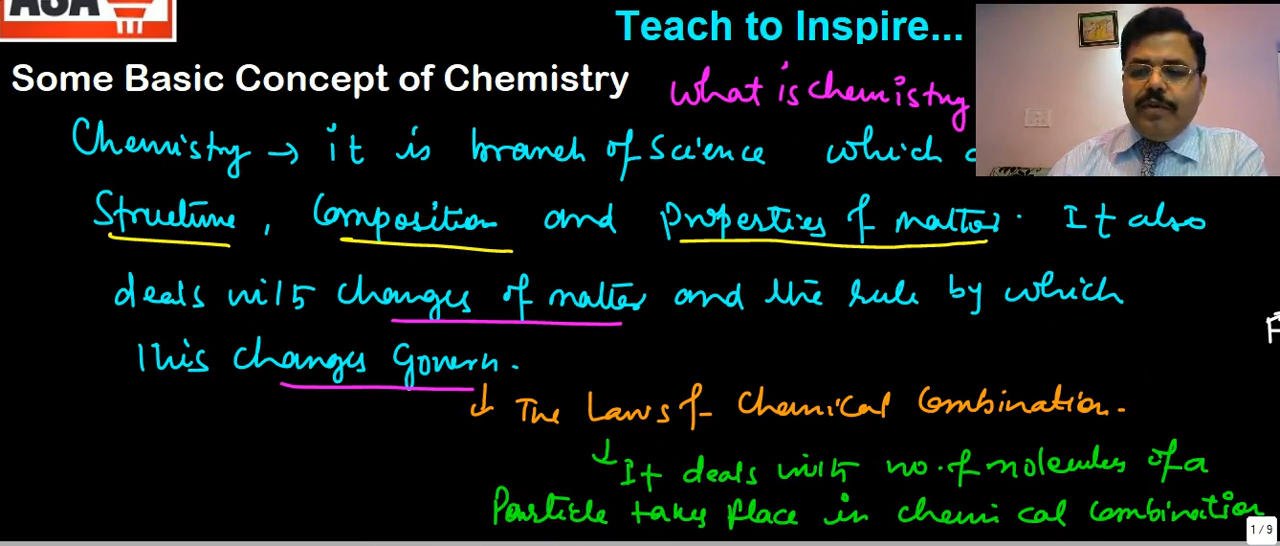 ASA
Teach to Inspire...
Some Basic Concept of Chemistry
What is chemistry
Chemistry → it is branch of Science which
Structure, Composition and Properties of matter. It also
deals with changes of matter and the rule by which
this changes govern.
↓ The Laws of Chemical Combination.
↓ It deals with no. of molecules of a
Particle takes place in chemical combination
1/9